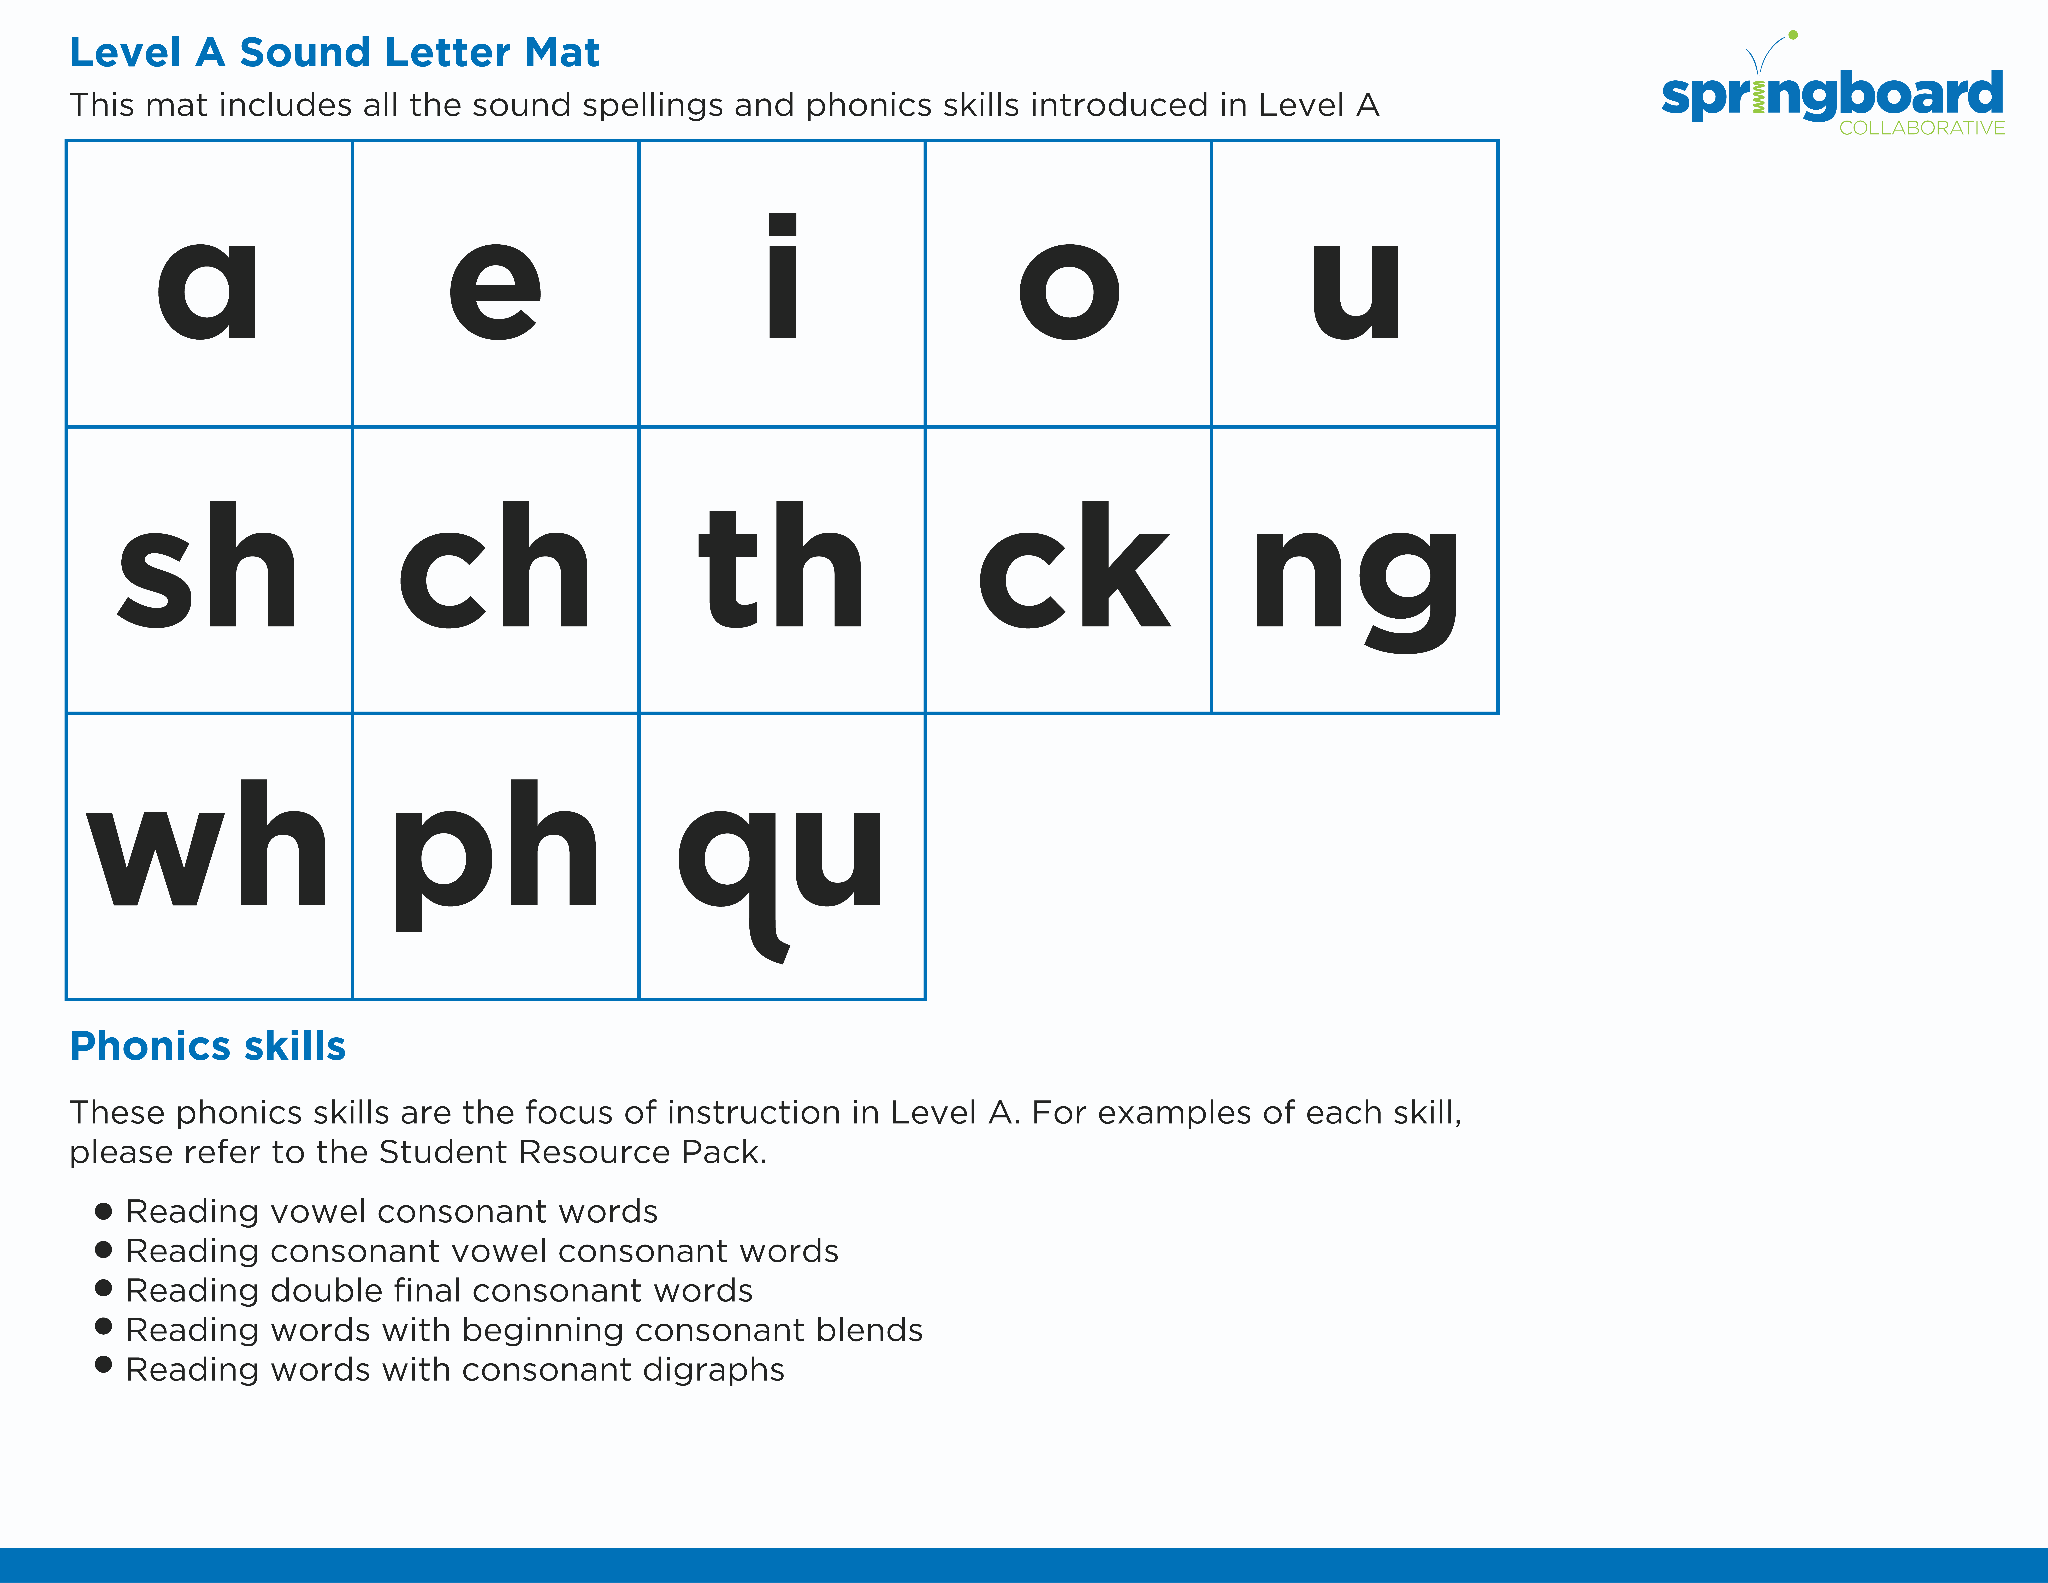 Level A Sound Letter Mat
This mat includes all the sound spellings and phonics skills introduced in Level A
springboard
COLLABORATIVE
a e i o u
sh ch th ck ng
wh ph qu
Phonics skills
These phonics skills are the focus of instruction in Level A. For examples of each skill,
please refer to the Student Resource Pack.
● Reading vowel consonant words
● Reading consonant vowel consonant words
● Reading double final consonant words
● Reading words with beginning consonant blends
● Reading words with consonant digraphs